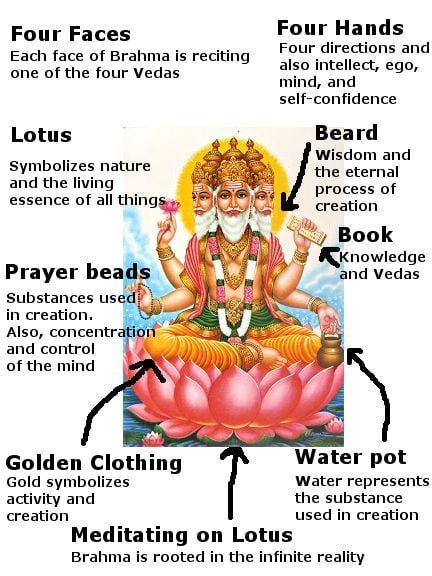 Four Faces
Each face of Brahma is reciting
one of the four Vedas
Four Hands
Four directions and
also intellect, ego,
mind, and
self-confidence
Lotus
Symbolizes nature
and the living
essence of all things
Beard
Wisdom and
the eternal
process of
creation
Book
Knowledge
and Vedas
Prayer beads
Substances used
in creation.
Also, concentration
and control
of the mind
Golden Clothing
Gold symbolizes
activity and
creation
Water pot
Water represents
the substance
used in creation
Meditating on Lotus
Brahma is rooted in the infinite reality